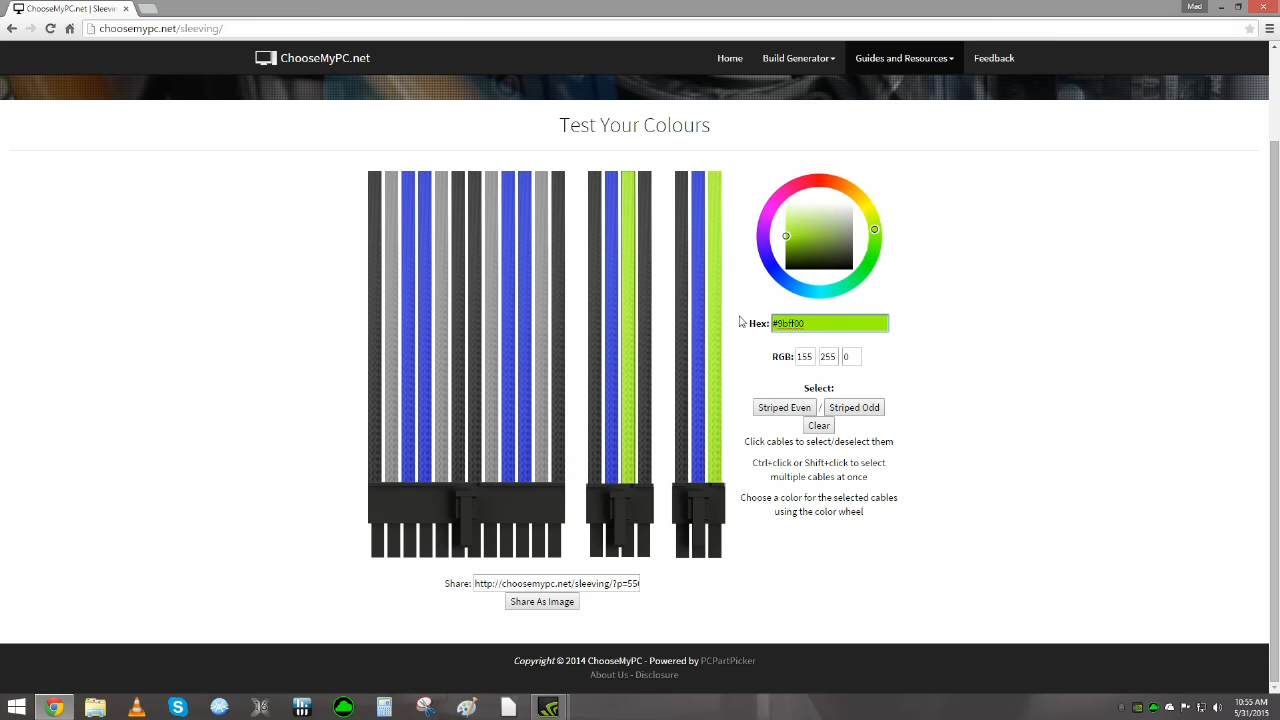 ChooseMyPC.net | Sleevin
Mad
choosemypc.net/sleeving/
ChooseMyPC.net
Home
Build Generator
Guides and Resources
Feedback
Test Your Colours
Hex: #9bff00
RGB: 155 255 0
Select:
Striped Even / Striped Odd
Clear
Click cables to select/deselect them
Ctrl+click or Shift+click to select
multiple cables at once
Choose a color for the selected cables
using the color wheel
Share: http://choosemypc.net/sleeving/?p=550
Share As Image
Copyright © 2014 ChooseMyPC - Powered by PCPartPicker
About Us - Disclosure
10:55 AM
5/31/2015